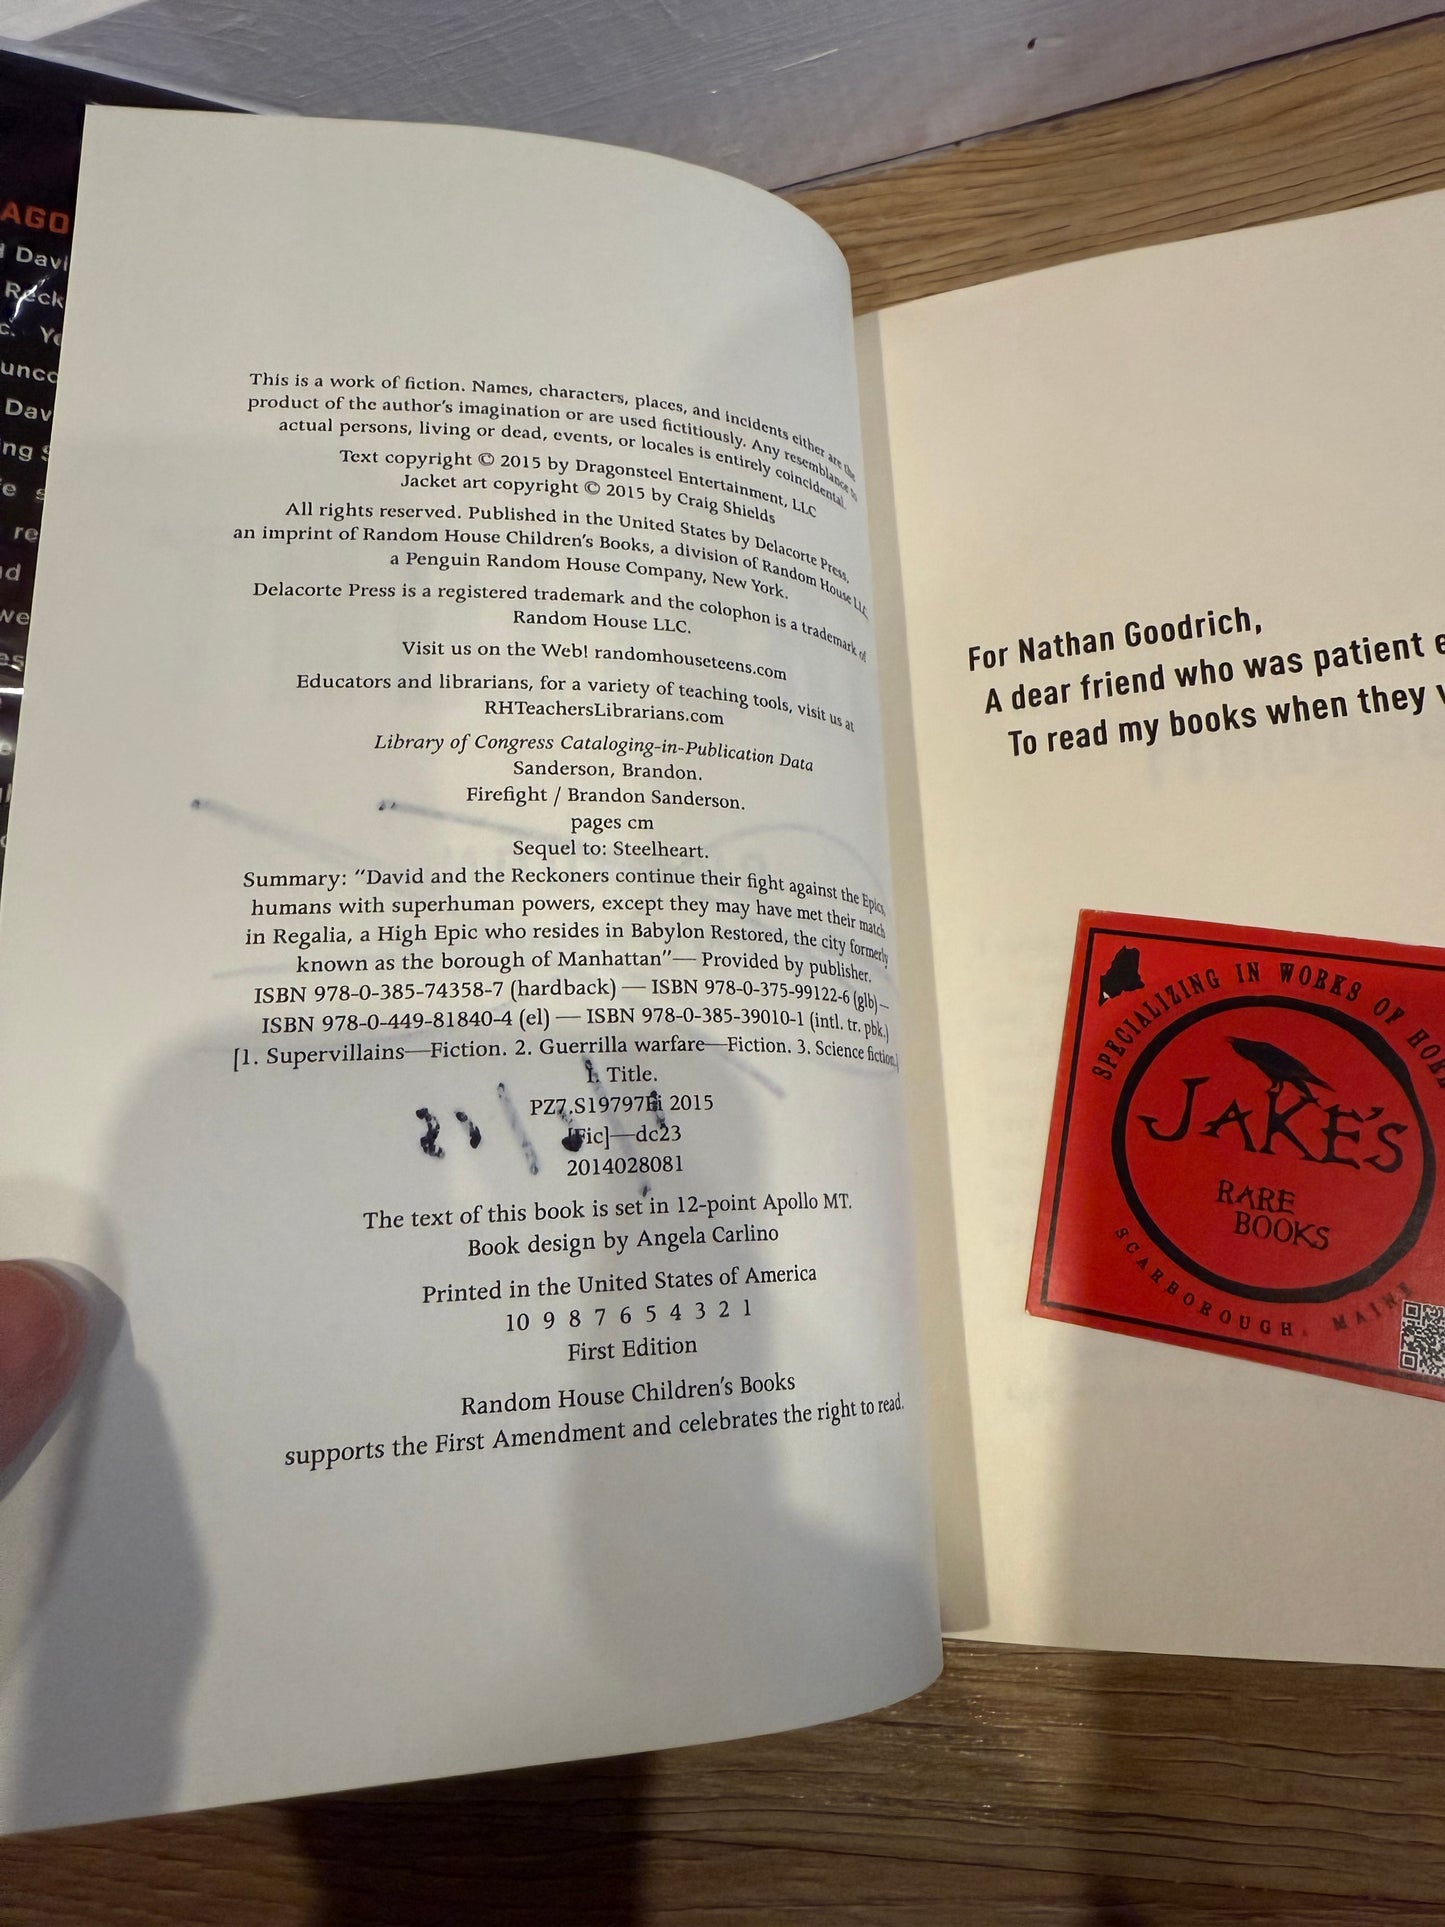 AGO
Davi
Reck
c. Yo
unco
Dav
ng S
e s
re
nd
we
es
This is a work of fiction. Names, characters, places, and incidents either are the
product of the author's imagination or are used fictitiously. Any resemblance to
actual persons, living or dead, events, or locales is entirely coincidental.
Text copyright © 2015 by Dragonsteel Entertainment, LLC
Jacket art copyright © 2015 by Craig Shields
All rights reserved. Published in the United States by Delacorte Press,
an imprint of Random House Children's Books, a division of Random House LLC,
a Penguin Random House Company, New York.
Delacorte Press is a registered trademark and the colophon is a trademark of
Random House LLC.
Visit us on the Web! randomhouseteens.com
Educators and librarians, for a variety of teaching tools, visit us at
RHTeachersLibrarians.com
Library of Congress Cataloging-in-Publication Data
Sanderson, Brandon.
Firefight / Brandon Sanderson.
pages cm
Sequel to: Steelheart.
Summary: "David and the Reckoners continue their fight against the Epics,
humans with superhuman powers, except they may have met their match
in Regalia, a High Epic who resides in Babylon Restored, the city formerly
known as the borough of Manhattan"— Provided by publisher.
ISBN 978-0-385-74358-7 (hardback) — ISBN 978-0-375-99122-6 (glb)—
ISBN 978-0-449-81840-4 (el) — ISBN 978-0-385-39010-1 (intl. tr. pbk.)
[1. Supervillains—Fiction. 2. Guerrilla warfare—Fiction. 3. Science fiction.]
I. Title.
PZ7.S19797Fi 2015
[Fic]—dc23
2014028081
The text of this book is set in 12-point Apollo MT.
Book design by Angela Carlino
Printed in the United States of America
10 9 8 7 6 5 4 3 2 1
First Edition
Random House Children's Books
supports the First Amendment and celebrates the right to read.
For Nathan Goodrich,
A dear friend who was patient e
To read my books when they
SPECIALIZING IN WORKS OF HORR
JAKE'S
RARE
BOOKS
SCARBOROUGH, MAINE